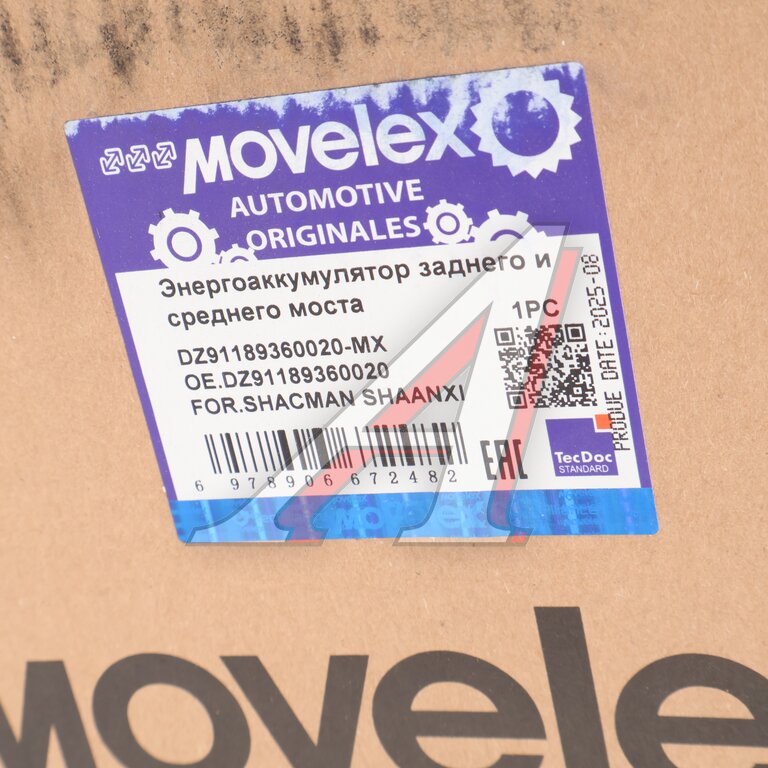 MOVELEX
AUTOMOTIVE
ORIGINALES
Энергоаккумулятор заднего и
среднего моста
1PC
DZ91189360020-MX
OE.DZ91189360020
FOR.SHACMAN SHAANXI
PRODUE DATE:2025-08
6 978906 672482
EAC
TecDoc
STANDARD
MOVELEX
movele